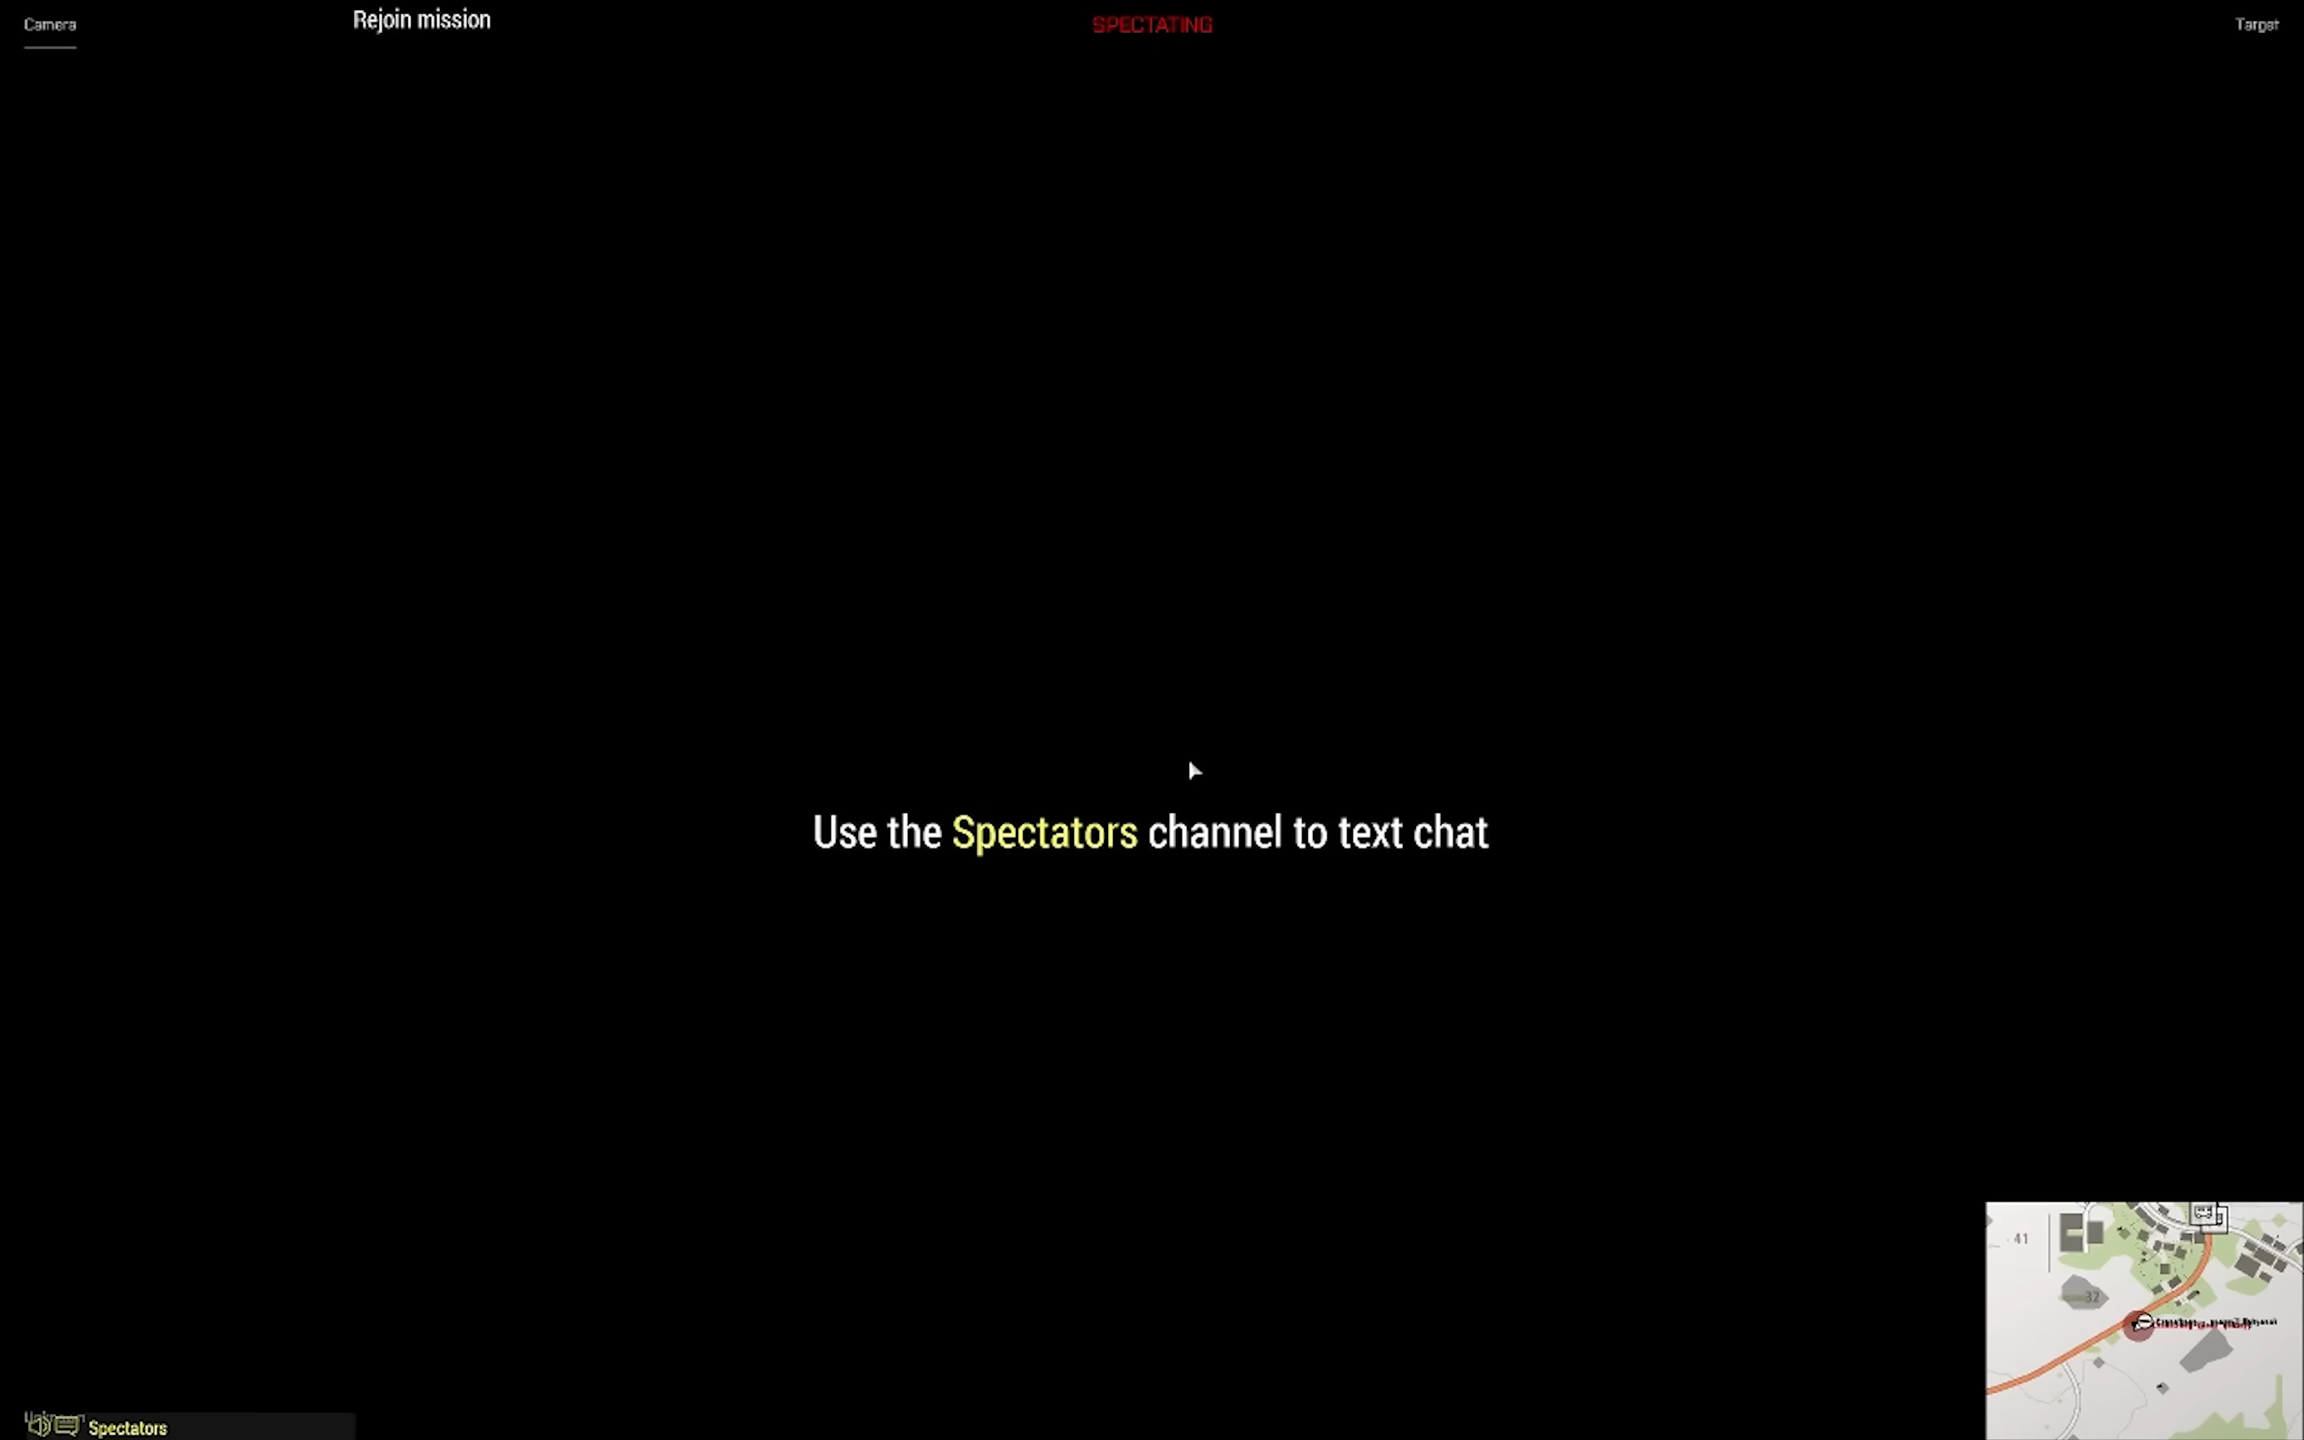 Camera
Rejoin mission
SPECTATING
Target
Use the Spectators channel to text chat
41
32
Spectators